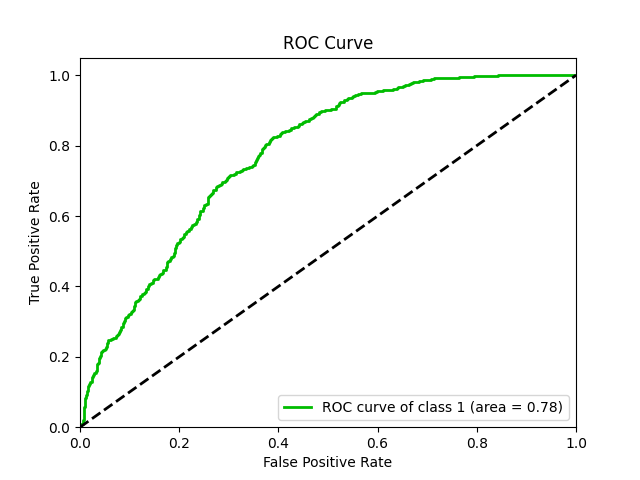 ROC Curve
True Positive Rate
1.0
0.8
0.6
0.4
0.2
0.0
ROC curve of class 1 (area = 0.78)
0.0 0.2 0.4 0.6 0.8 1.0
False Positive Rate